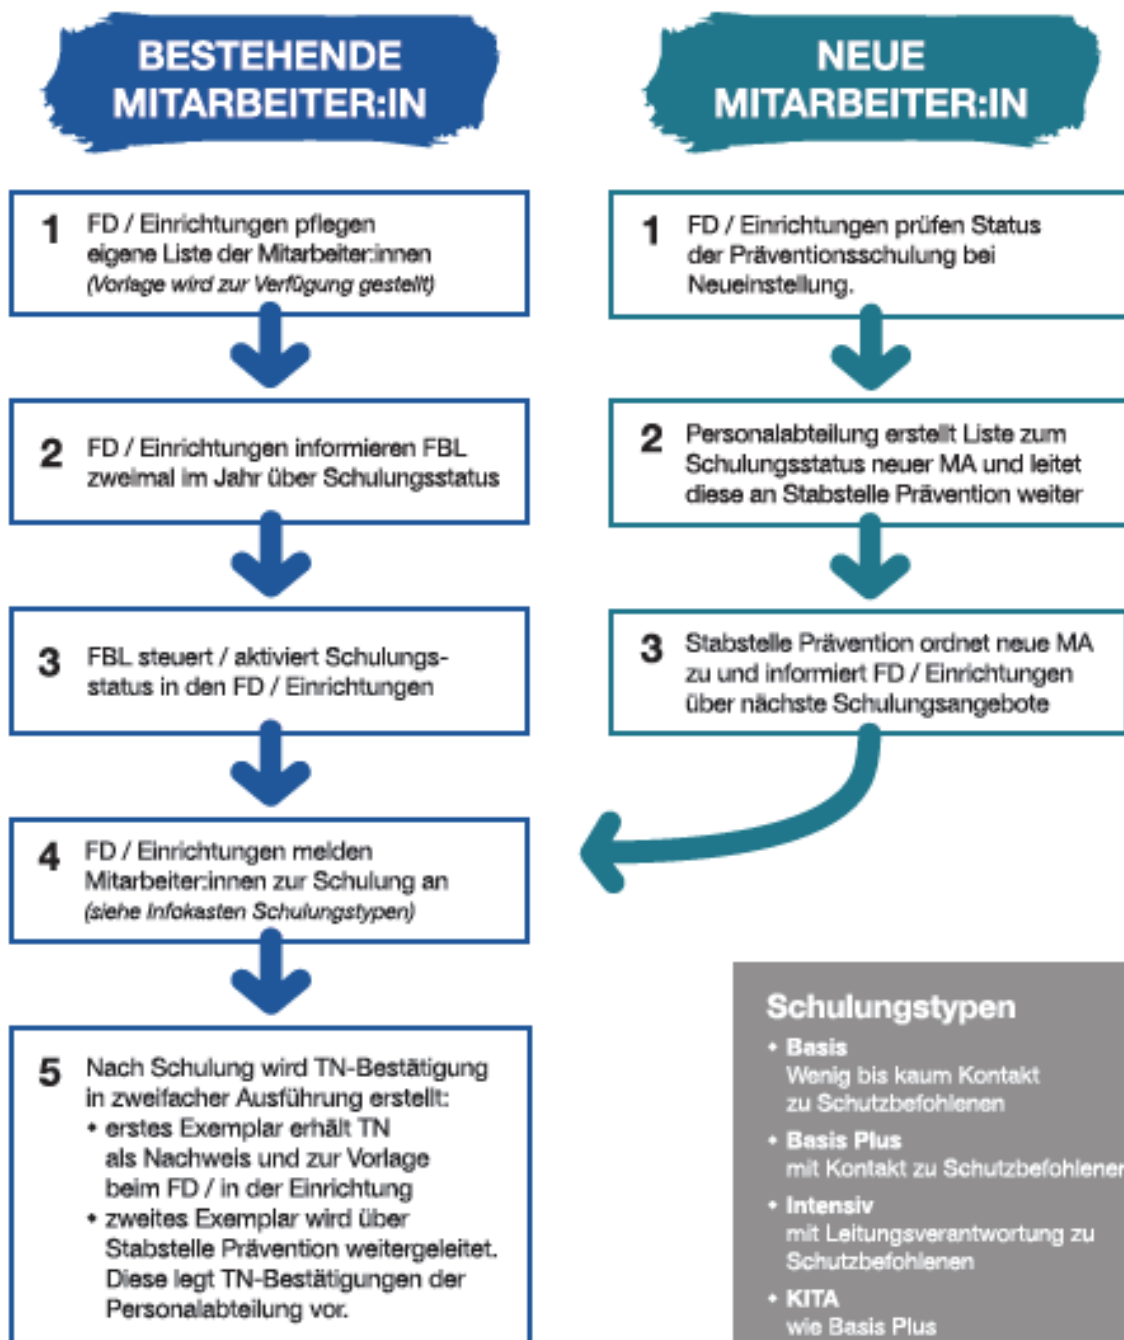 BESTEHENDE
MITARBEITER:IN
1 FD / Einrichtungen pflegen
eigene Liste der Mitarbeiter:innen
(Vorlage wird zur Verfügung gestellt)
2 FD / Einrichtungen informieren FBL
zweimal im Jahr über Schulungsstatus
3 FBL steuert / aktiviert Schulungs-
status in den FD / Einrichtungen
4 FD / Einrichtungen melden
Mitarbeiter:innen zur Schulung an
(siehe Infokasten Schulungstypen)
5 Nach Schulung wird TN-Bestätigung
in zweifacher Ausführung erstellt:
• erstes Exemplar erhält TN
als Nachweis und zur Vorlage
beim FD / in der Einrichtung
• zweites Exemplar wird über
Stabstelle Prävention weitergeleitet.
Diese legt TN-Bestätigungen der
Personalabteilung vor.
NEUE
MITARBEITER:IN
1 FD / Einrichtungen prüfen Status
der Präventionsschulung bei
Neueinstellung.
2 Personalabteilung erstellt Liste zum
Schulungsstatus neuer MA und leitet
diese an Stabstelle Prävention weiter
3 Stabstelle Prävention ordnet neue MA
zu und informiert FD / Einrichtungen
über nächste Schulungsangebote
Schulungstypen
• Basis
Wenig bis kaum Kontakt
zu Schutzbefohlenen
• Basis Plus
mit Kontakt zu Schutzbefohlenen
• Intensiv
mit Leitungsverantwortung zu
Schutzbefohlenen
• KITA
wie Basis Plus